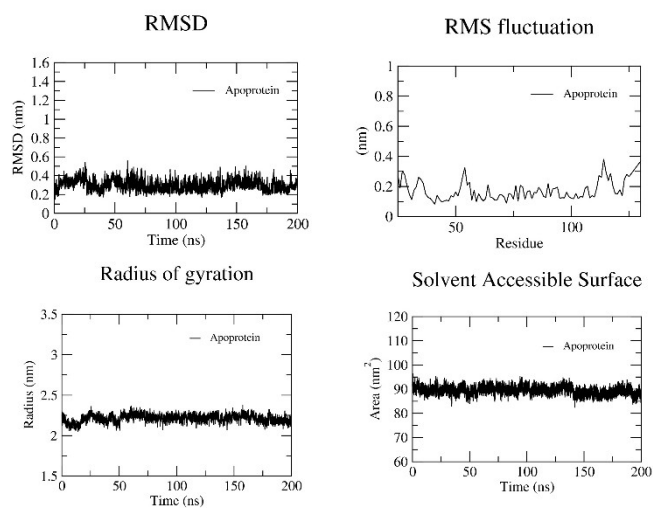 RMSD
1.6
1.4
1.2
1
0.8
0.6
0.4
0.2
0
RMSD (nm)
Apoprotein
0
50
100
150
200
Time (ns)
RMS fluctuation
1
0.8
0.6
0.4
0.2
0
(nm)
Apoprotein
50
100
Residue
Radius of gyration
3.5
3
2.5
2
1.5
Radius (nm)
Apoprotein
0
50
100
150
200
Time (ns)
Solvent Accessible Surface
120
110
100
90
80
70
60
Area (nm²)
Apoprotein
0
50
100
150
200
Time (ns)